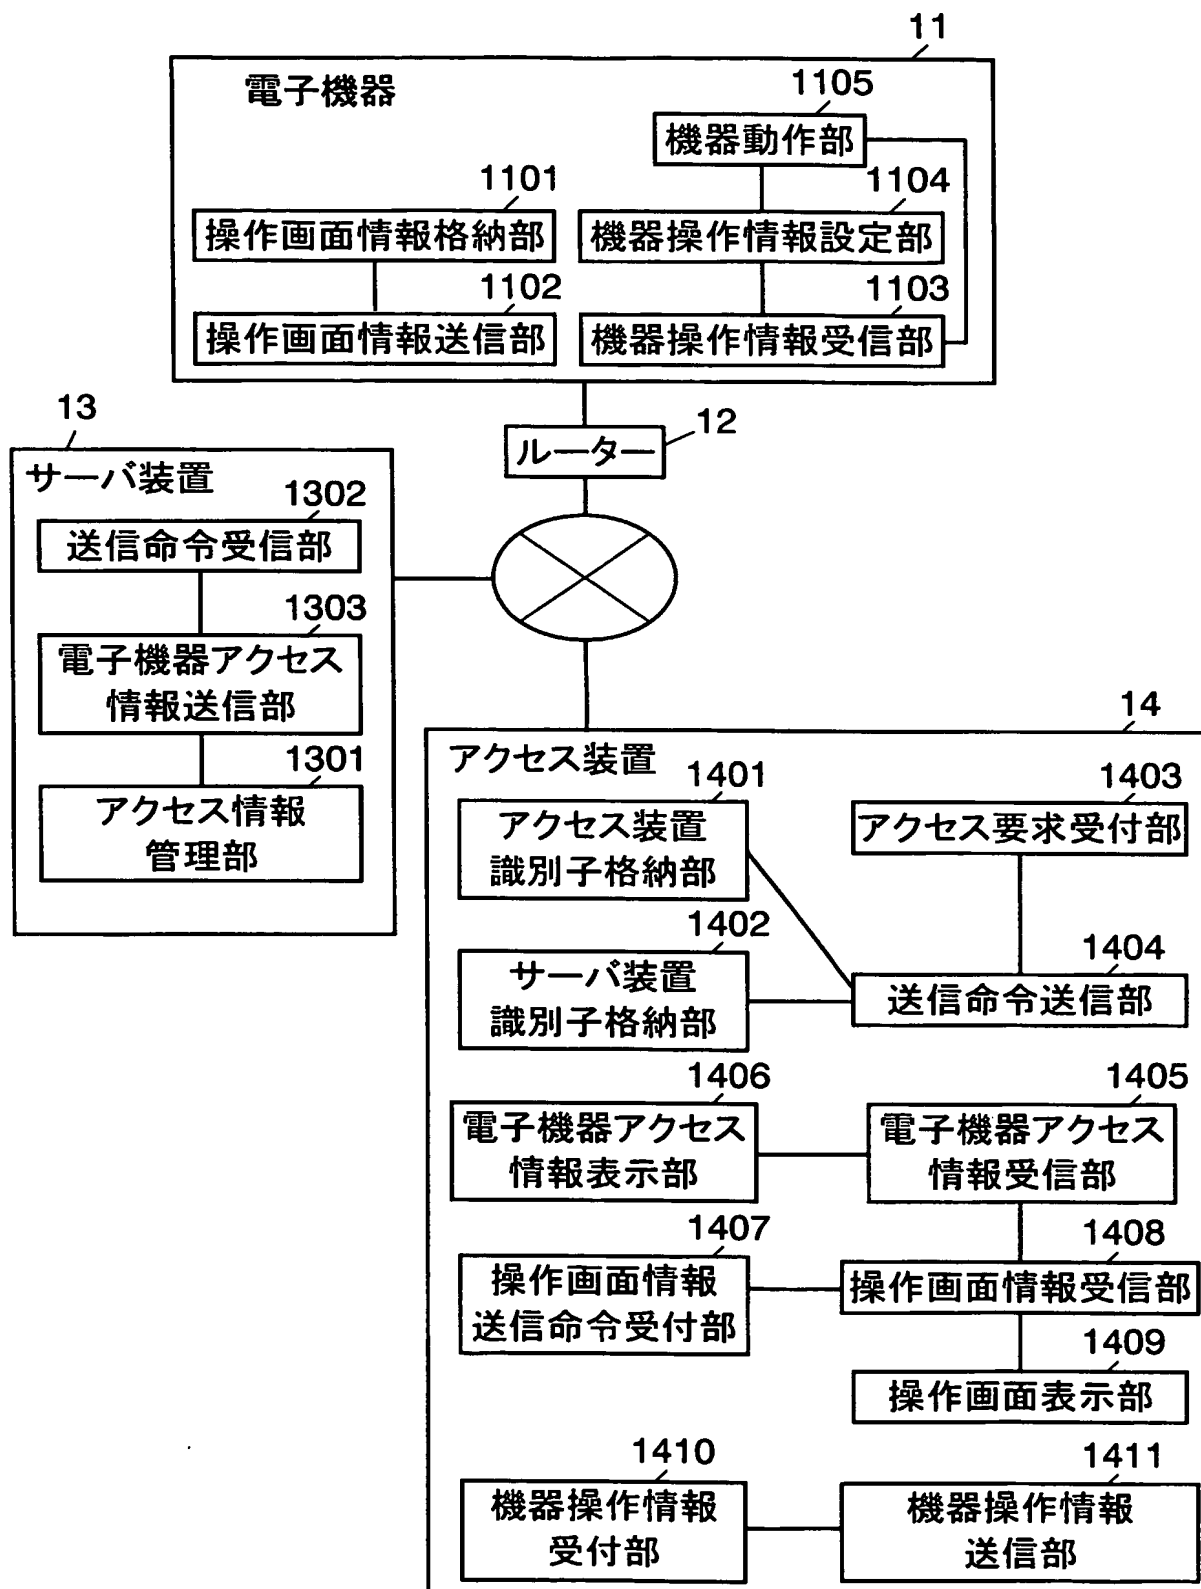 11
電子機器
1105
機器動作部
1101
操作画面情報格納部
1104
機器操作情報設定部
1102
操作画面情報送信部
1103
機器操作情報受信部
12
ルーター
13
サーバ装置
1302
送信命令受信部
1303
電子機器アクセス
情報送信部
1301
アクセス情報
管理部
14
アクセス装置
1401
アクセス装置
識別子格納部
1403
アクセス要求受付部
1402
サーバ装置
識別子格納部
1404
送信命令送信部
1406
電子機器アクセス
情報表示部
1405
電子機器アクセス
情報受信部
1407
操作画面情報
送信命令受付部
1408
操作画面情報受信部
1409
操作画面表示部
1410
機器操作情報
受付部
1411
機器操作情報
送信部